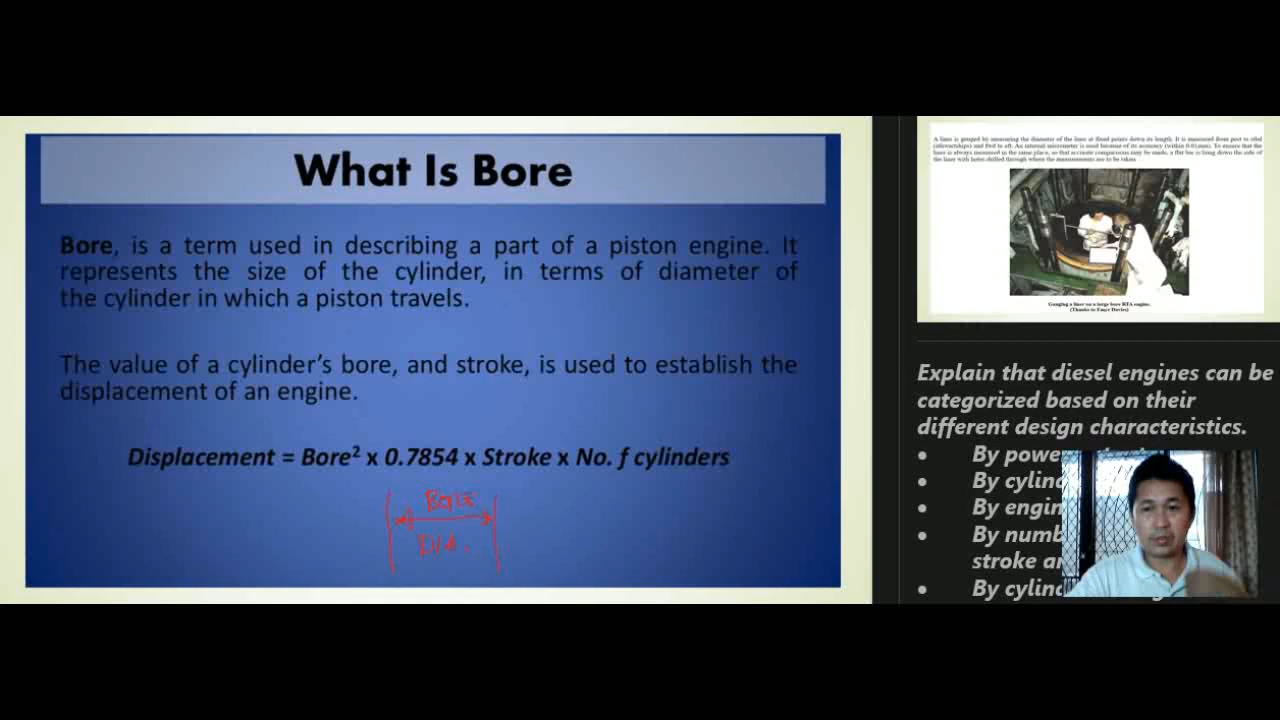 What Is Bore
Bore, is a term used in describing a part of a piston engine. It
represents the size of the cylinder, in terms of diameter of
the cylinder in which a piston travels.
The value of a cylinder's bore, and stroke, is used to establish the
displacement of an engine.
Displacement = Bore² x 0.7854 x Stroke x No. f cylinders
Bore
DIA.
A liner is gauged by measuring the diameter of the liner at fixed points down its length. It is measured from port to stbd
(athwartships) and fwd to aft. An internal micrometer is used because of its accuracy (within 0.01mm). To ensure that the
liner is always measured in the same place, so that accurate comparisons may be made, a flat bar is hung down the side of
the liner with holes drilled through where the measurements are to be taken.
Gauging a liner on a large bore RTA engine.
(Thanks to Emyr Davies)
Explain that diesel engines can be
categorized based on their
different design characteristics.
• By powe
• By cylin
• By engin
• By numb
stroke a
• By cylin